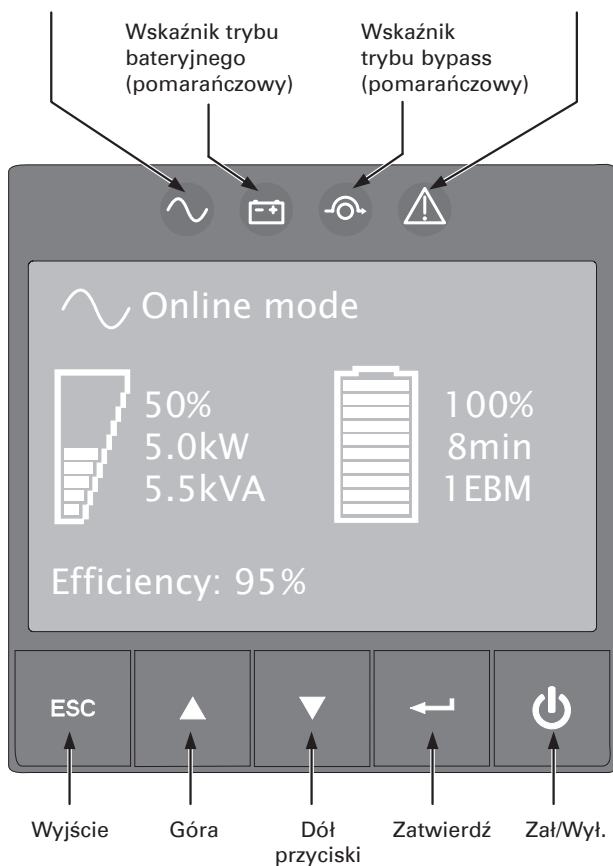 Wskaźnik trybu
bateryjnego
(pomarańczowy)
Wskaźnik
trybu bypass
(pomarańczowy)
Online mode
50%
5.0kW
5.5kVA
100%
8min
1EBM
Efficiency: 95%
ESC
Wyjście
Góra
Dół
przyciski
Zatwierdź
Zał/Wył.